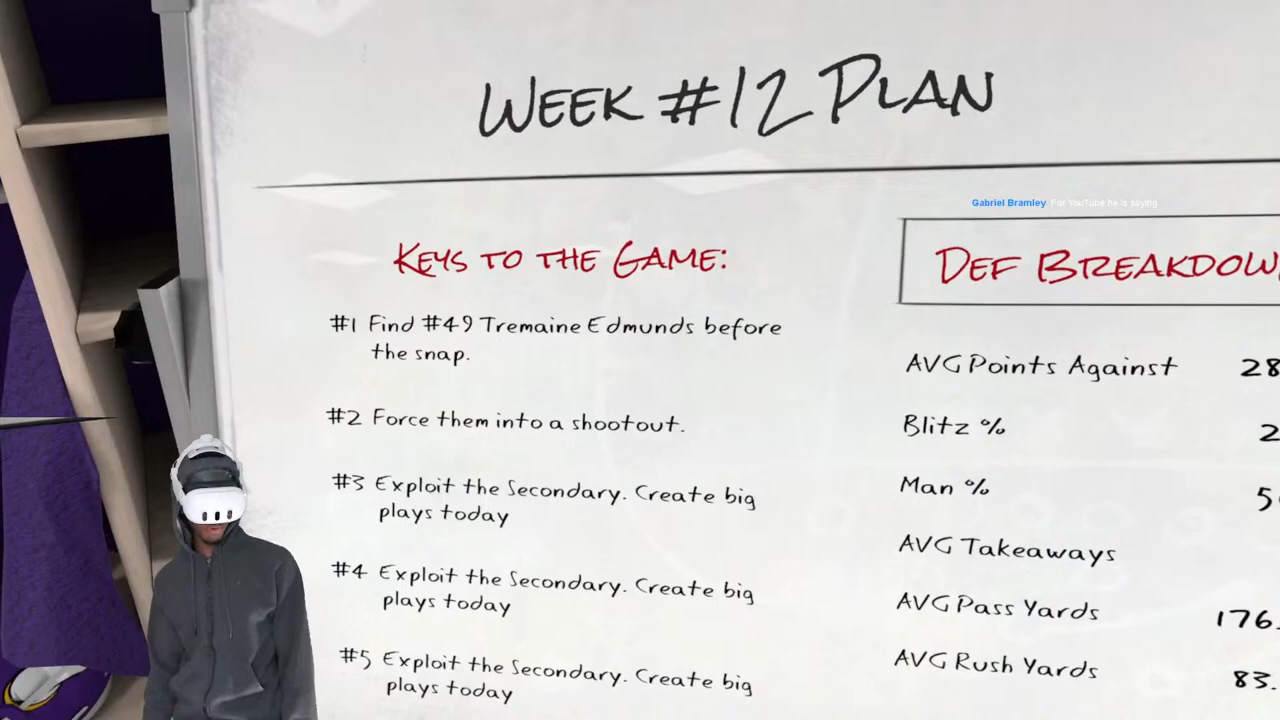 WEEK #12 PLAN
Gabriel Bramley For YouTube he is saying
KEYS TO THE GAME:
#1 Find #49 Tremaine Edmunds before
the snap.
#2 Force them into a shootout.
#3 Exploit the Secondary. Create big
plays today
#4 Exploit the Secondary. Create big
plays today
#5 Exploit the Secondary. Create big
plays today
DEF BREAKDOWN
AVG Points Against 28
Blitz % 2
Man % 5
AVG Takeaways
AVG Pass Yards 176.
AVG Rush Yards 83.